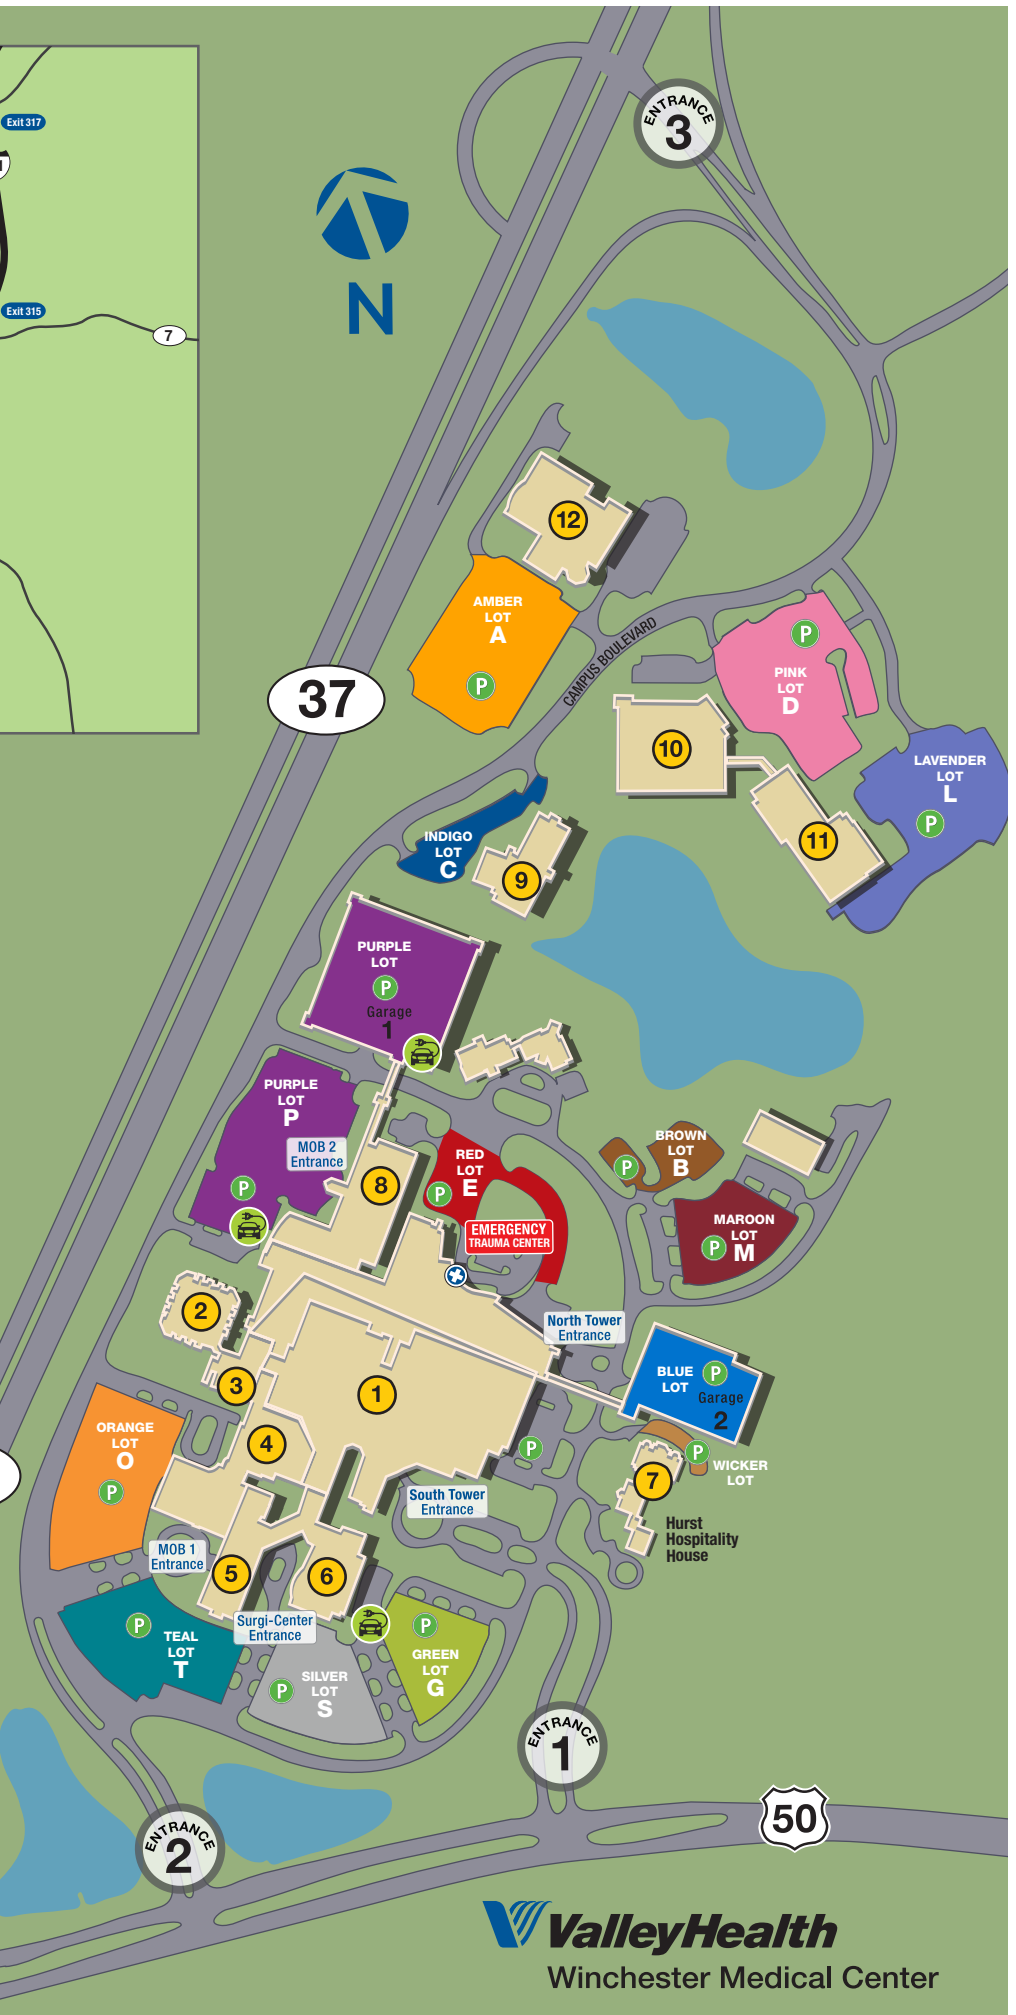 Exit 317
Exit 315
7
ENTRANCE
3
N
12
AMBER
LOT
A
P
CAMPUS BOULEVARD
P
PINK
LOT
D
37
10
LAVENDER
LOT
L
P
11
INDIGO
LOT
C
9
PURPLE
LOT
P
Garage
1
PURPLE
LOT
P
MOB 2
Entrance
P
8
RED
LOT
E
P
EMERGENCY
TRAUMA CENTER
BROWN
LOT
B
P
MAROON
LOT
M
P
2
North Tower
Entrance
3
1
BLUE
LOT
P
Garage
2
ORANGE
LOT
O
P
4
P
P
WICKER
LOT
7
South Tower
Entrance
Hurst
Hospitality
House
MOB 1
Entrance
5
6
P
TEAL
LOT
T
Surgi-Center
Entrance
P
GREEN
LOT
G
P
SILVER
LOT
S
ENTRANCE
1
50
ENTRANCE
2
ValleyHealth
Winchester Medical Center